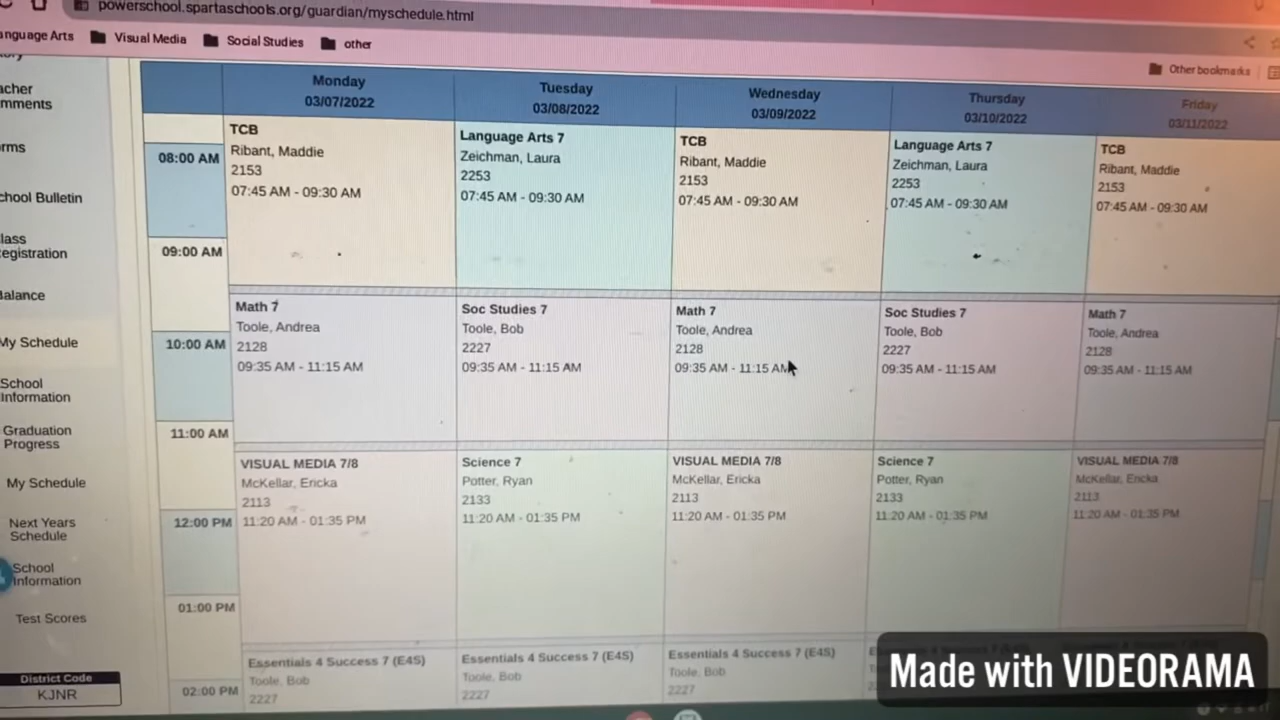 powerschool.spartaschools.org/guardian/myschedule.html
anguage Arts Visual Media Social Studies other
Other bookmarks
acher
mments
rms
chool Bulletin
lass
egistration
alance
My Schedule
School
Information
Graduation
Progress
My Schedule
Next Years
Schedule
School
Information
Test Scores
District Code
KJNR
Monday
03/07/2022
Tuesday
03/08/2022
Wednesday
03/09/2022
Thursday
03/10/2022
Friday
03/11/2022
08:00 AM
09:00 AM
10:00 AM
11:00 AM
12:00 PM
01:00 PM
02:00 PM
TCB
Ribant, Maddie
2153
07:45 AM - 09:30 AM
Language Arts 7
Zeichman, Laura
2253
07:45 AM - 09:30 AM
TCB
Ribant, Maddie
2153
07:45 AM - 09:30 AM
Language Arts 7
Zeichman, Laura
2253
07:45 AM - 09:30 AM
TCB
Ribant, Maddie
2153
07:45 AM - 09:30 AM
Math 7
Toole, Andrea
2128
09:35 AM - 11:15 AM
Soc Studies 7
Toole, Bob
2227
09:35 AM - 11:15 AM
Math 7
Toole, Andrea
2128
09:35 AM - 11:15 AM
Soc Studies 7
Toole, Bob
2227
09:35 AM - 11:15 AM
Math 7
Toole, Andrea
2128
09:35 AM - 11:15 AM
VISUAL MEDIA 7/8
McKellar, Ericka
2113
11:20 AM - 01:35 PM
Science 7
Potter, Ryan
2133
11:20 AM - 01:35 PM
VISUAL MEDIA 7/8
McKellar, Ericka
2113
11:20 AM - 01:35 PM
Science 7
Potter, Ryan
2133
11:20 AM - 01:35 PM
VISUAL MEDIA 7/8
McKellar, Ericka
2113
11:20 AM - 01:35 PM
Essentials 4 Success 7 (E4S)
Toole, Bob
2227
Essentials 4 Success 7 (E4S)
Toole, Bob
2227
Essentials 4 Success 7 (E4S)
Toole, Bob
2227
Made with VIDEORAMA